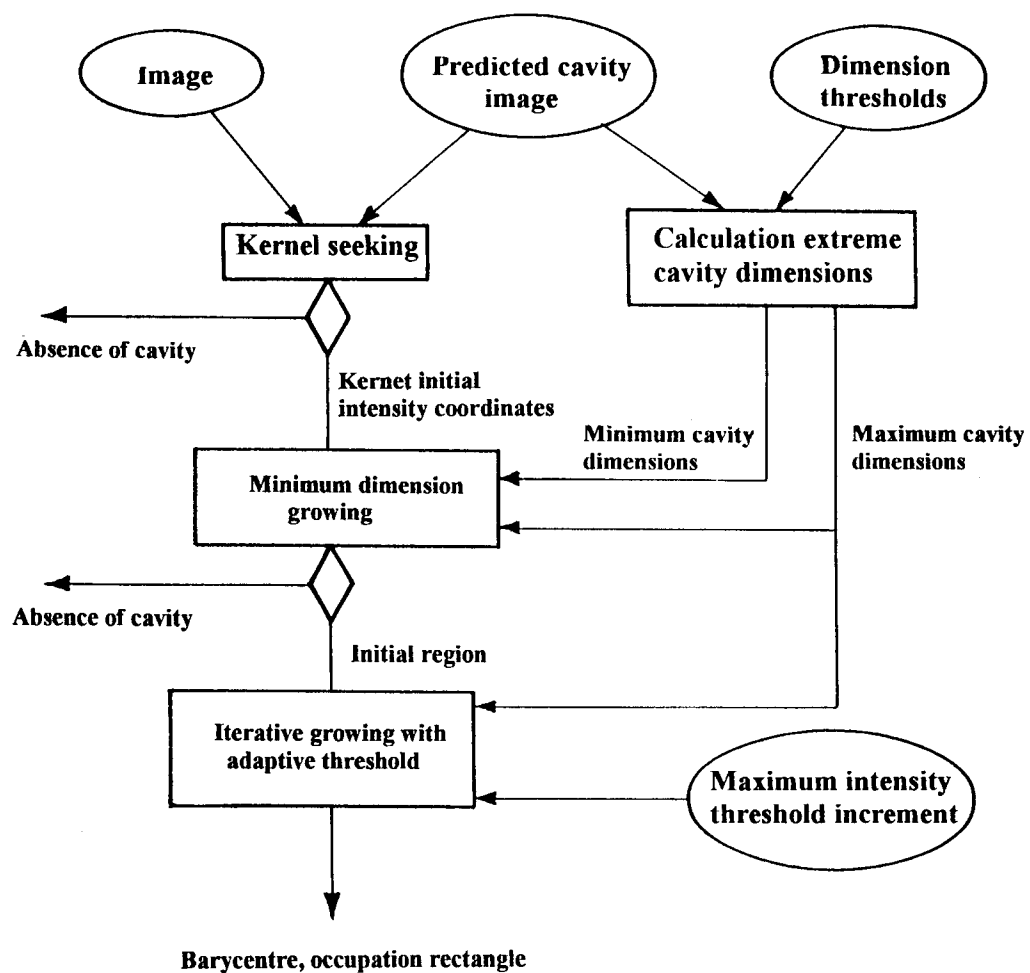 Image
Predicted cavity
image
Dimension
thresholds
Kernel seeking
Calculation extreme
cavity dimensions
Absence of cavity
Kernet initial
intensity coordinates
Minimum cavity
dimensions
Maximum cavity
dimensions
Minimum dimension
growing
Absence of cavity
Initial region
Iterative growing with
adaptive threshold
Maximum intensity
threshold increment
Barycentre, occupation rectangle